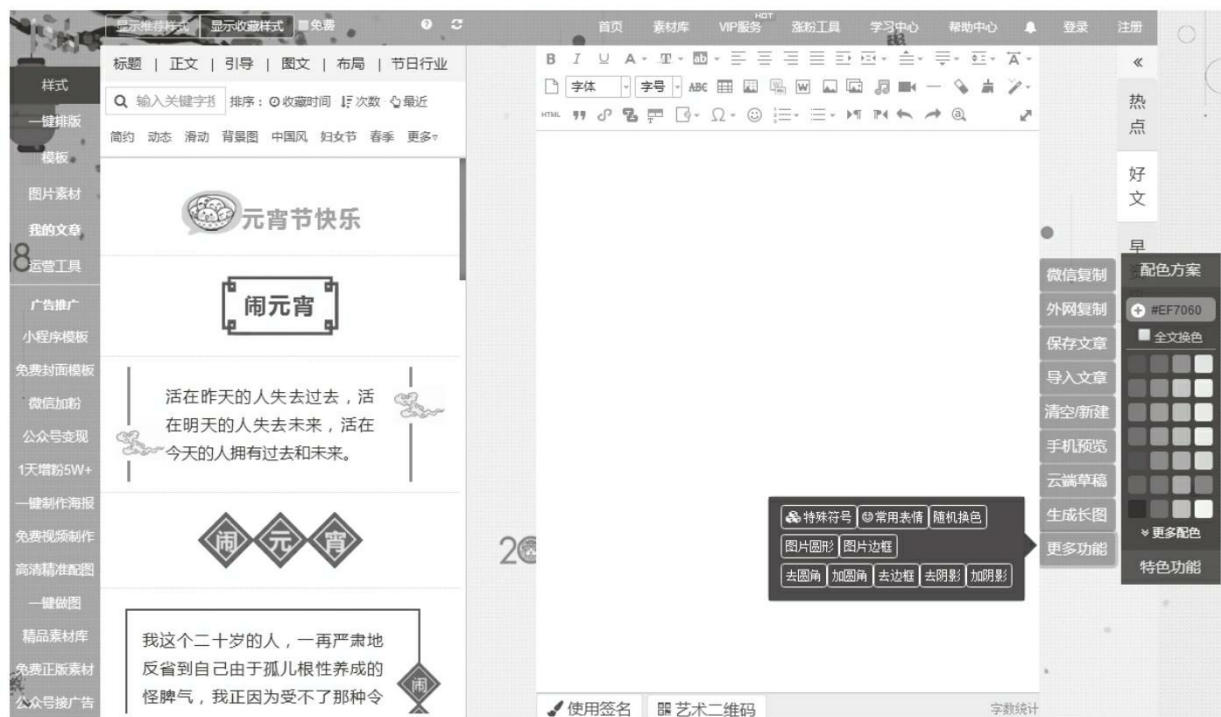 显示推荐样式 显示收藏样式 免费
首页 素材库 VIP服务 HOT 涨粉工具 学习中心 帮助中心 登录 注册
样式
一键排版
模板
图片素材
我的文章
运营工具
广告推广
小程序模板
免费封面模板
微信加粉
公众号变现
1天增粉5W+
一键制作海报
免费视频制作
高清精准配图
一键做图
精品素材库
免费正版素材
公众号接广告
标题 | 正文 | 引导 | 图文 | 布局 | 节日行业
输入关键字找 排序: 收藏时间 次数 最近
简约 动态 滑动 背景图 中国风 妇女节 春季 更多
元宵节快乐
闹元宵
活在昨天的人失去过去，活
在明天的人失去未来，活在
今天的人拥有过去和未来。
闹 元 宵
我这个二十岁的人，一再严肃地
反省到自己由于孤儿根性养成的
怪脾气，我正因为受不了那种令
闹
B I U A T ab
字体 字号 ABC
HTML
特殊符号 常用表情 随机换色
图片圆形 图片边框
去圆角 加圆角 去边框 去阴影 加阴影
使用签名 艺术二维码 字数统计
微信复制
外网复制
保存文章
导入文章
清空/新建
手机预览
云端草稿
生成长图
更多功能
热点
好文
早
配色方案
#EF7060
全文换色
更多配色
特色功能